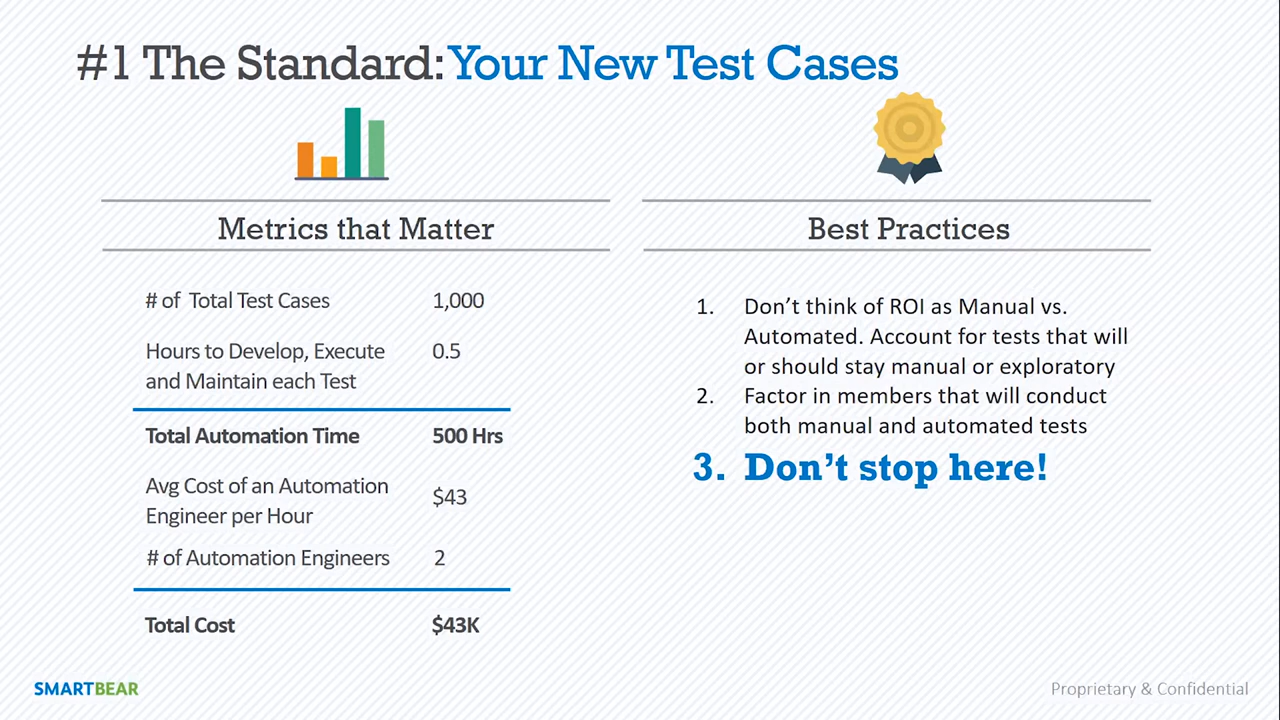 #1 The Standard: Your New Test Cases
Metrics that Matter
# of  Total Test Cases 1,000
Hours to Develop, Execute 0.5
and Maintain each Test
Total Automation Time 500 Hrs
Avg Cost of an Automation $43
Engineer per Hour
# of Automation Engineers 2
Total Cost $43K
Best Practices
1. Don’t think of ROI as Manual vs.
Automated. Account for tests that will
or should stay manual or exploratory
2. Factor in members that will conduct
both manual and automated tests
3. Don’t stop here!
SMARTBEAR
Proprietary & Confidential